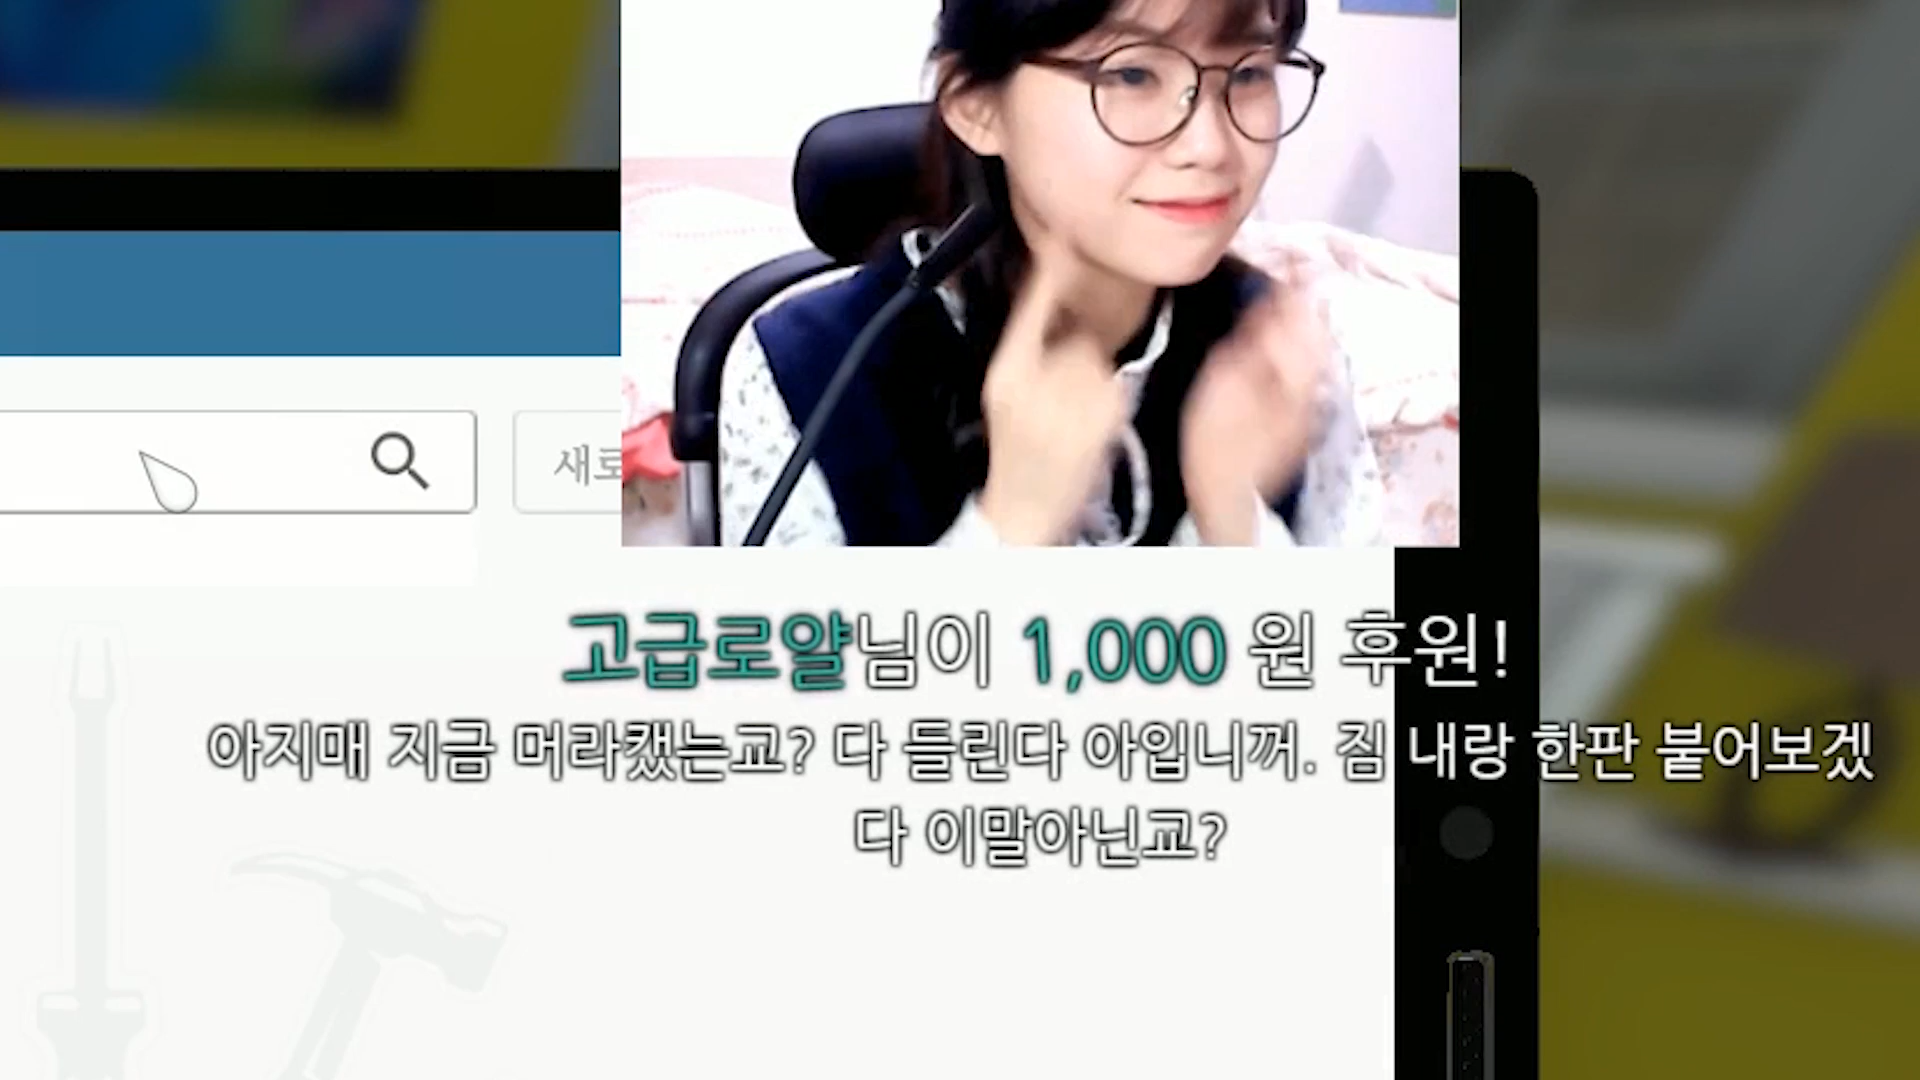 새로
고급로얄님이 1,000 원 후원!
아지매 지금 머라캤는교? 다 들린다 아입니꺼. 짐 내랑 한판 붙어보겠
다 이말아닌교?